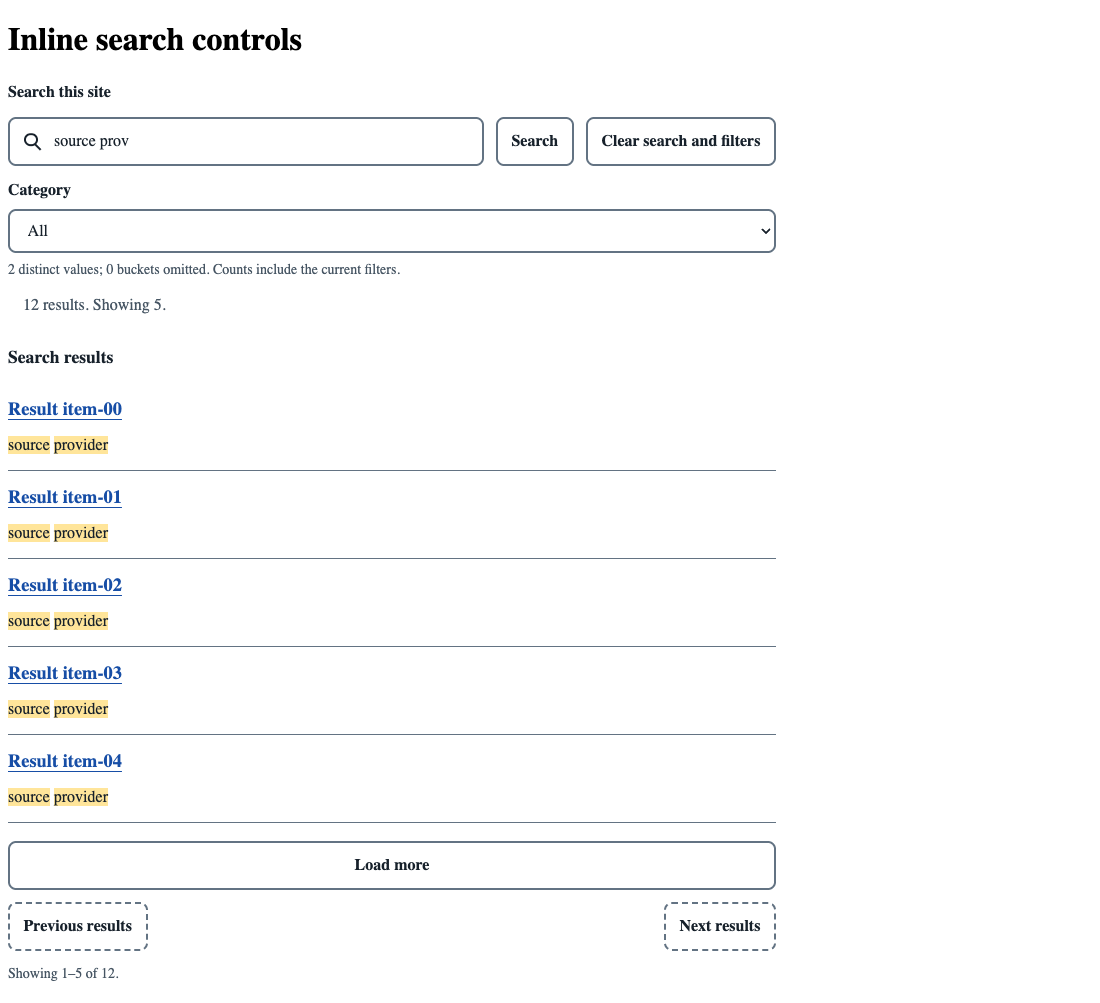 Inline search controls
Search this site
source prov Search Clear search and filters
Category
All
2 distinct values; 0 buckets omitted. Counts include the current filters.
12 results. Showing 5.
Search results
Result item-00
source provider
Result item-01
source provider
Result item-02
source provider
Result item-03
source provider
Result item-04
source provider
Load more
Previous results Next results
Showing 1–5 of 12.